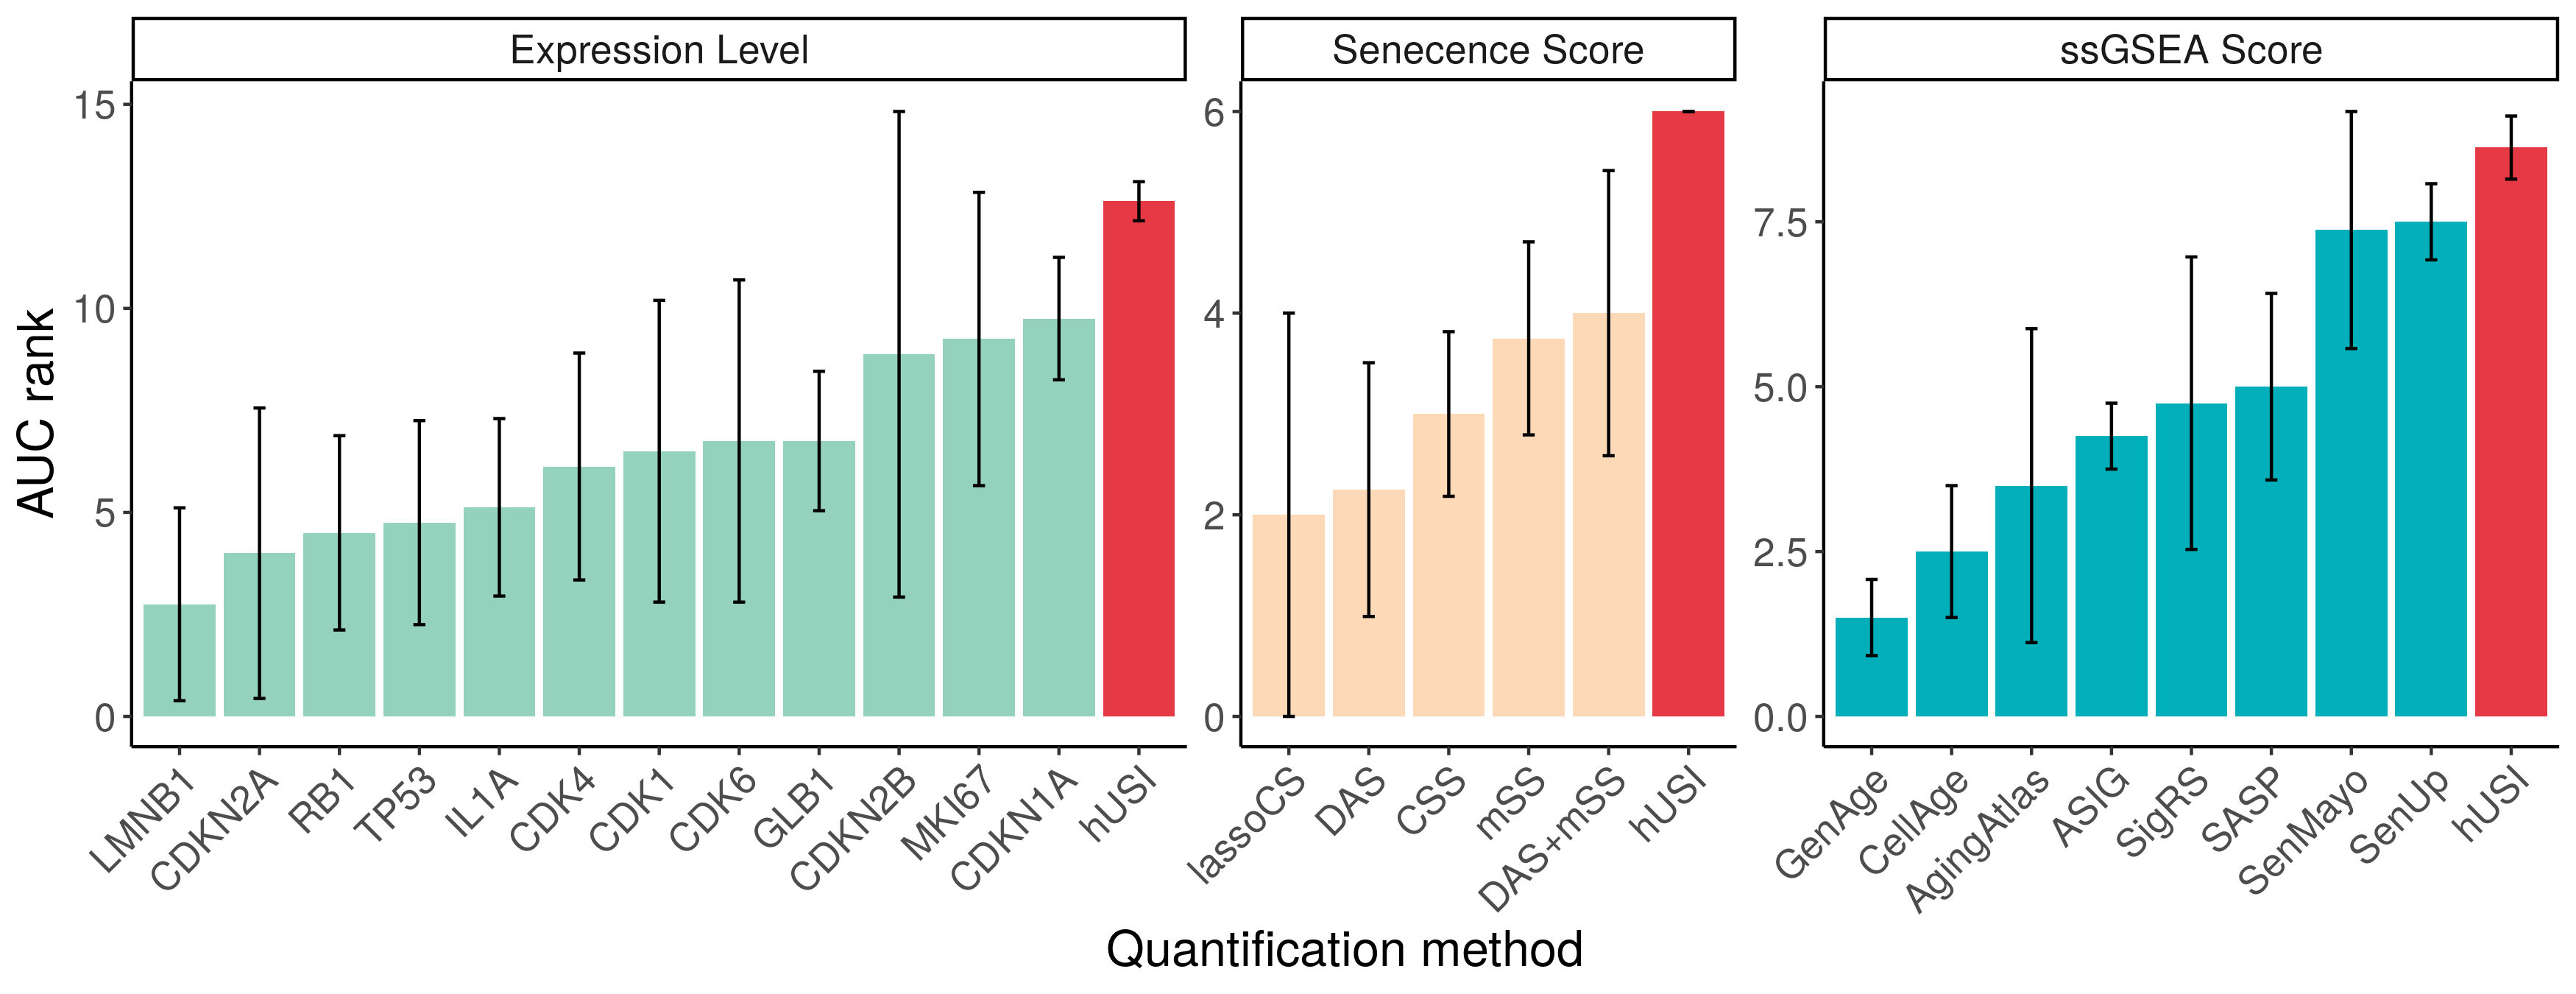 Expression Level
Senecence Score
ssGSEA Score
AUC rank
15
10
5
0
6
4
2
0
7.5
5.0
2.5
0.0
LMNB1
CDKN2A
RB1
TP53
IL1A
CDK4
CDK1
CDK6
GLB1
CDKN2B
MKI67
CDKN1A
hUSI
lassoCS
DAS
CSS
mSS
DAS+mSS
hUSI
GenAge
CellAge
AgingAtlas
ASIG
SigRS
SASP
SenMayo
SenUp
hUSI
Quantification method